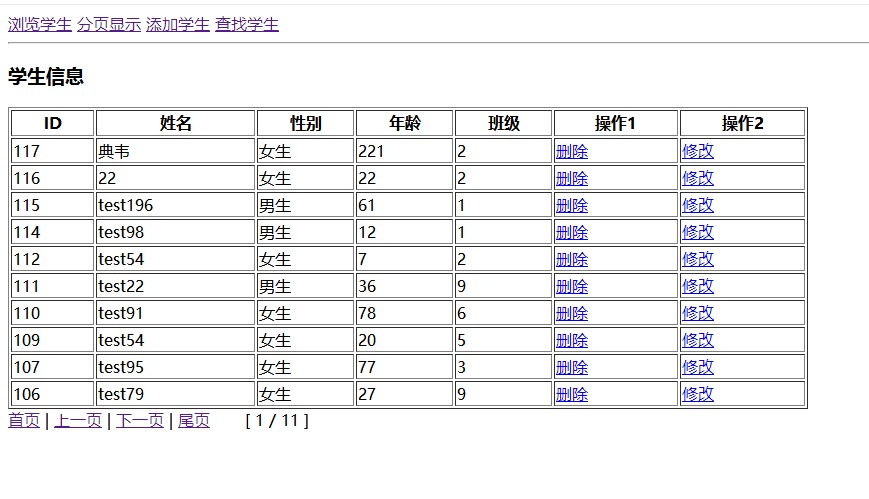 浏览学生 分页显示 添加学生 查找学生
学生信息
ID 姓名 性别 年龄 班级 操作1 操作2
117 典韦 女生 221 2 删除 修改
116 22 女生 22 2 删除 修改
115 test196 男生 61 1 删除 修改
114 test98 男生 12 1 删除 修改
112 test54 女生 7 2 删除 修改
111 test22 男生 36 9 删除 修改
110 test91 女生 78 6 删除 修改
109 test54 女生 20 5 删除 修改
107 test95 女生 77 3 删除 修改
106 test79 女生 27 9 删除 修改
首页 | 上一页 | 下一页 | 尾页 [ 1 / 11 ]